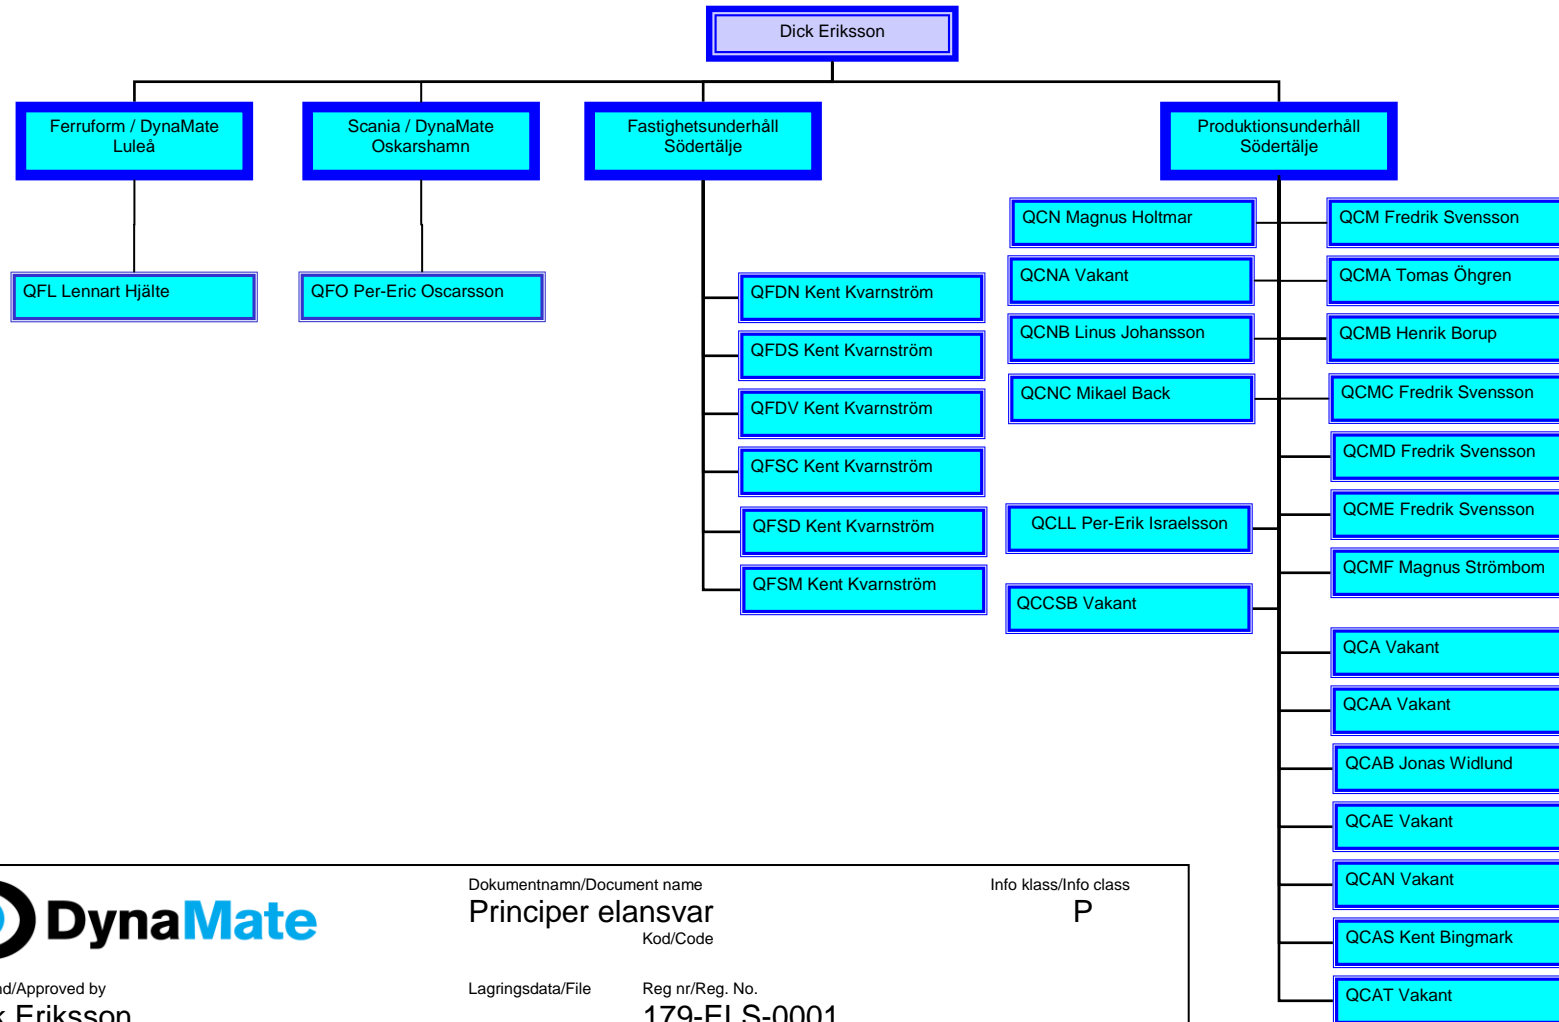 Dick Eriksson
Ferruform / DynaMate
Luleå
Scania / DynaMate
Oskarshamn
Fastighetsunderhåll
Södertälje
Produktionsunderhåll
Södertälje
QFL Lennart Hjälte
QFO Per-Eric Oscarsson
QFDN Kent Kvarnström
QFDS Kent Kvarnström
QFDV Kent Kvarnström
QFSC Kent Kvarnström
QFSD Kent Kvarnström
QFSM Kent Kvarnström
QCN Magnus Holtmar
QCNA Vakant
QCNB Linus Johansson
QCNC Mikael Back
QCLL Per-Erik Israelsson
QCCSB Vakant
QCM Fredrik Svensson
QCMA Tomas Öhgren
QCMB Henrik Borup
QCMC Fredrik Svensson
QCMD Fredrik Svensson
QCME Fredrik Svensson
QCMF Magnus Strömbom
QCA Vakant
QCAA Vakant
QCAB Jonas Widlund
QCAE Vakant
QCAN Vakant
QCAS Kent Bingmark
QCAT Vakant
DynaMate
Dokumentnamn/Document name
Principer elansvar
Kod/Code
Info klass/Info class
P
nd/Approved by
k Eriksson
Lagringsdata/File
Reg nr/Reg. No.
179-ELS-0001